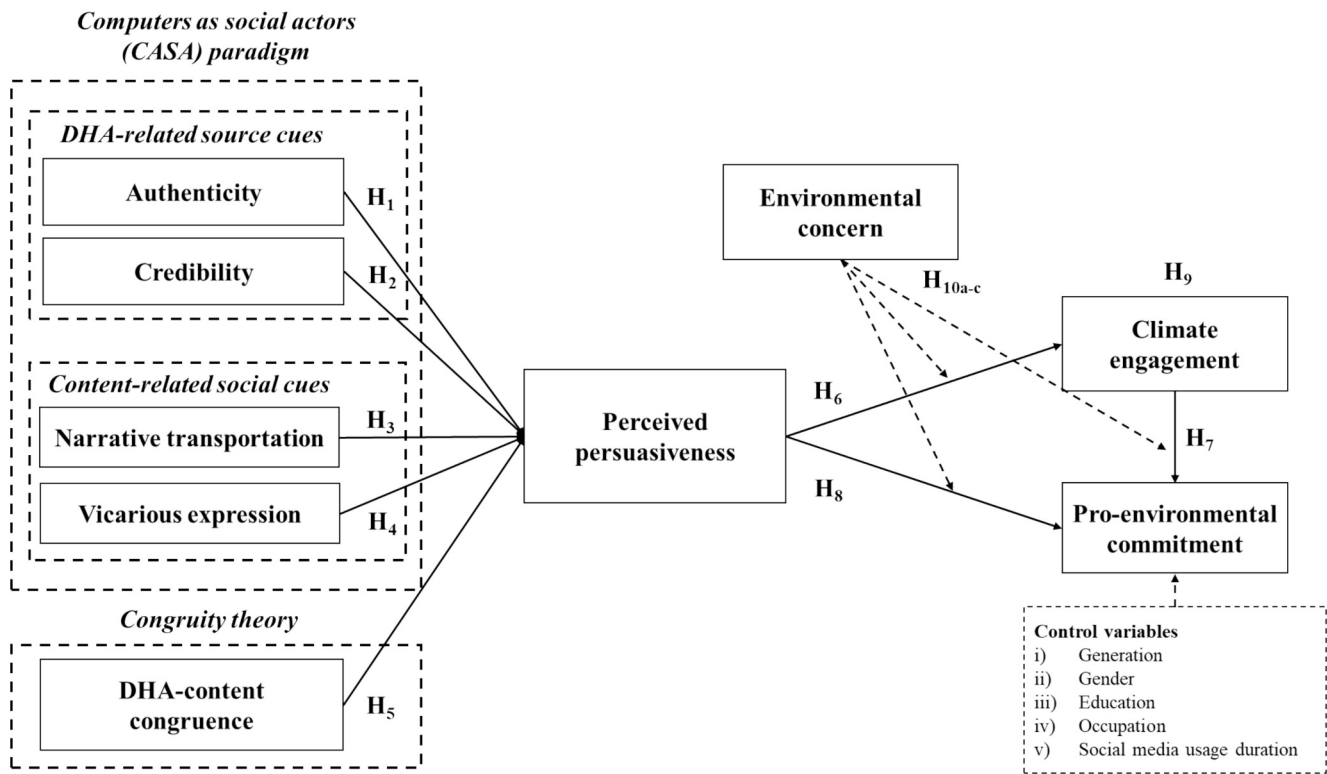 Computers as social actors
(CASA) paradigm
DHA-related source cues
Authenticity
H₁
Credibility
H₂
Content-related social cues
Narrative transportation
H₃
Vicarious expression
H₄
Congruity theory
DHA-content
congruence
H₅
Perceived
persuasiveness
Environmental
concern
H₁₀ₐ₋c
H₉
Climate
engagement
H₆
H₇
H₈
Pro-environmental
commitment
Control variables
i) Generation
ii) Gender
iii) Education
iv) Occupation
v) Social media usage duration